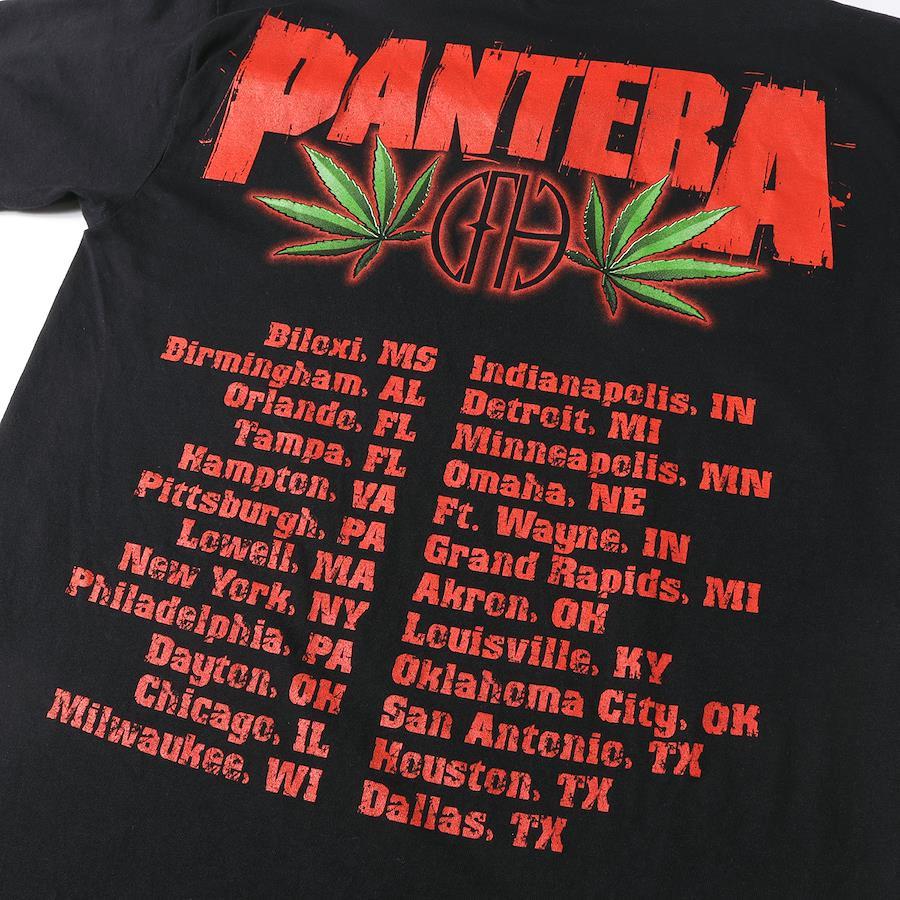 PANTERA
CFH
Biloxi, MS
Birmingham, AL
Orlando, FL
Tampa, FL
Hampton, VA
Pittsburgh, PA
Lowell, MA
New York, NY
Philadelphia, PA
Dayton, OH
Chicago, IL
Milwaukee, WI
Indianapolis, IN
Detroit, MI
Minneapolis, MN
Omaha, NE
Ft. Wayne, IN
Grand Rapids, MI
Akron, OH
Louisville, KY
Oklahoma City, OK
San Antonio, TX
Houston, TX
Dallas, TX